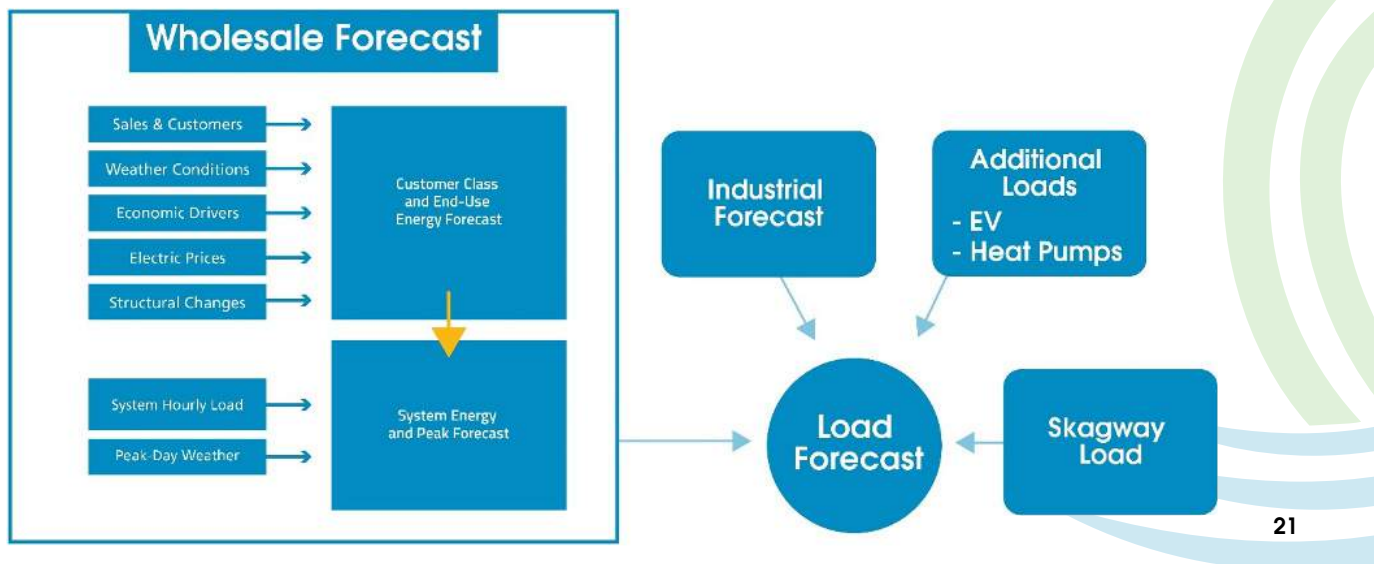 Wholesale Forecast
Sales & Customers
Weather Conditions
Economic Drivers
Electric Prices
Structural Changes
Customer Class
and End-Use
Energy Forecast
System Hourly Load
Peak-Day Weather
System Energy
and Peak Forecast
Industrial
Forecast
Additional
Loads
- EV
- Heat Pumps
Load
Forecast
Skagway
Load
21